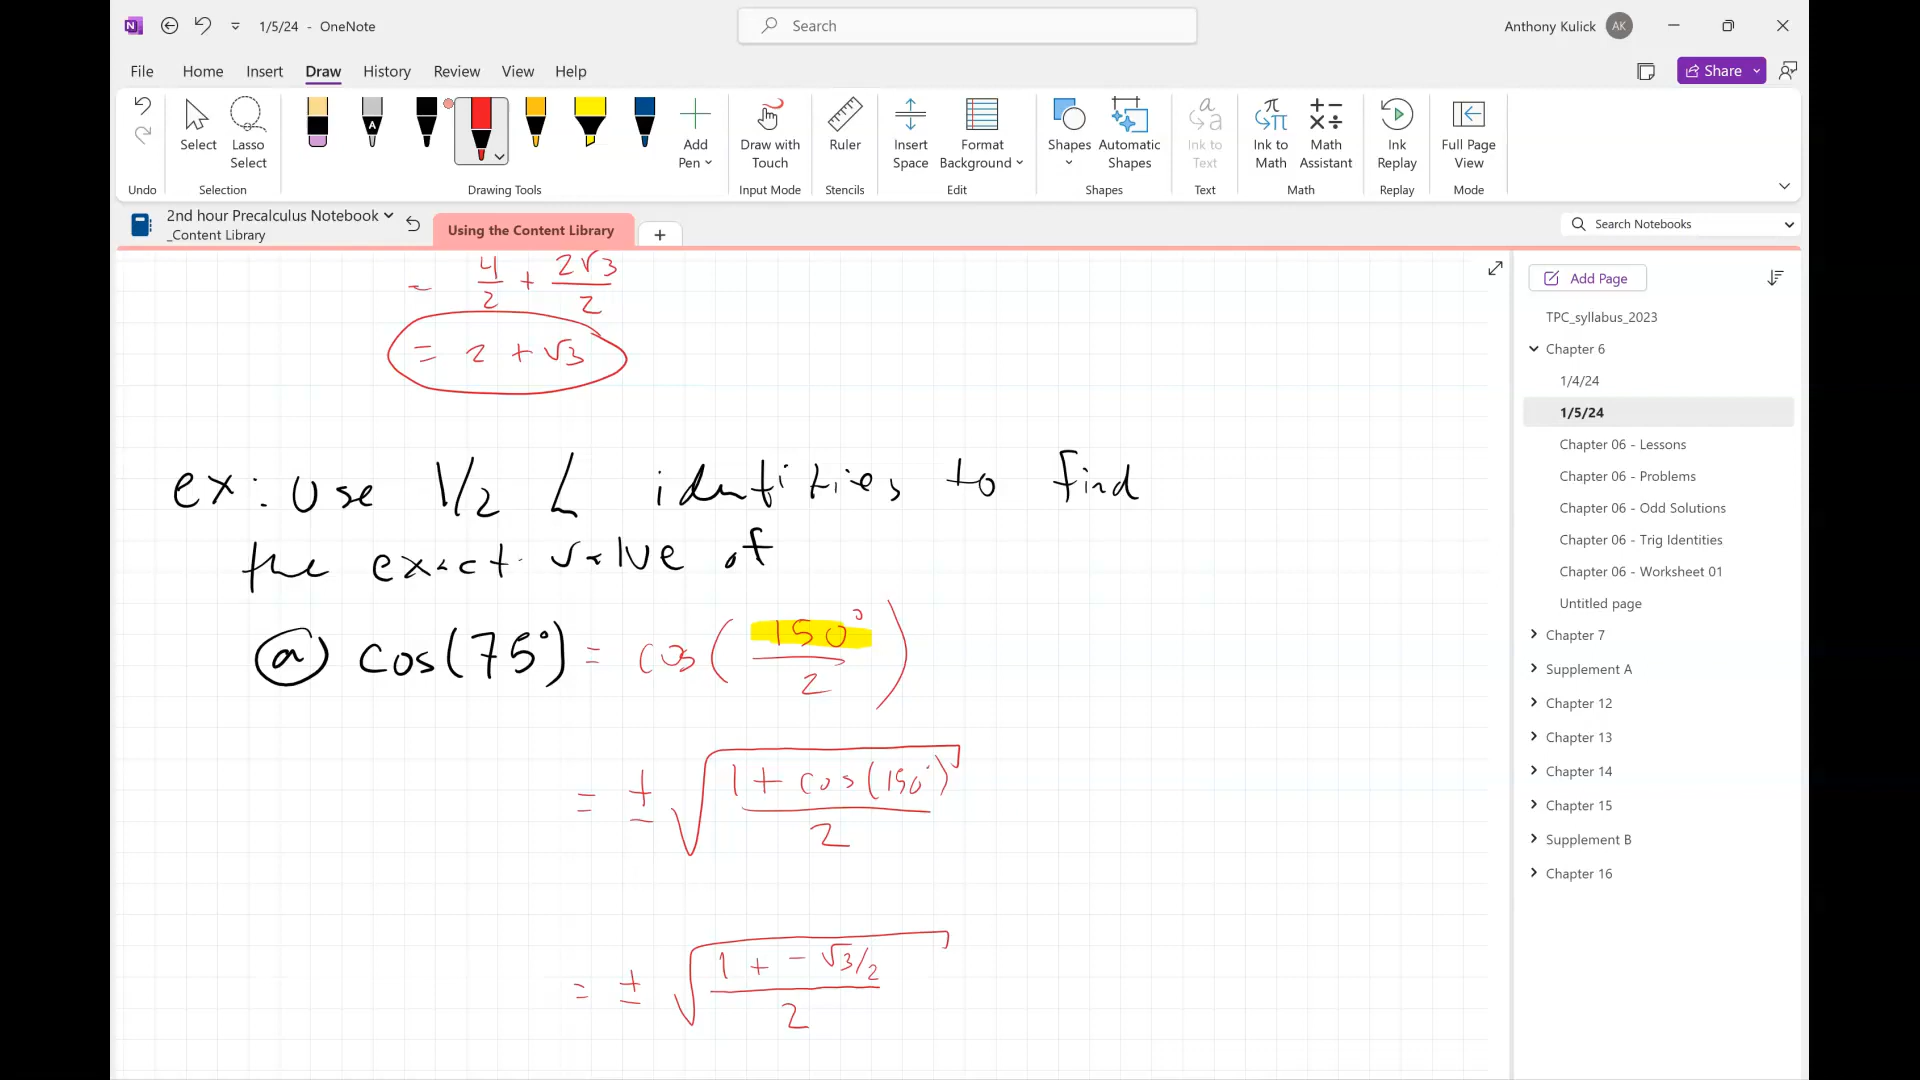 1/5/24 - OneNote
Search
Anthony Kulick AK
File Home Insert Draw History Review View Help
Share
Undo
Select
Lasso Select
Selection
Drawing Tools
Add Pen
Draw with Touch
Input Mode
Ruler
Stencils
Insert Space
Format Background
Edit
Shapes
Automatic Shapes
Shapes
Ink to Text
Text
Ink to Math
Math Assistant
Math
Ink Replay
Replay
Full Page View
Mode
2nd hour Precalculus Notebook
_Content Library
Using the Content Library
Search Notebooks
= 4/2 + 2√3/2
= 2 + √3
ex: Use 1/2 ∠ identities to find
the exact value of
(a) cos(75°) = cos(150°/2)
= ± √((1 + cos(150°))/2)
= ± √((1 + - √3/2)/2)
Add Page
TPC_syllabus_2023
Chapter 6
1/4/24
1/5/24
Chapter 06 - Lessons
Chapter 06 - Problems
Chapter 06 - Odd Solutions
Chapter 06 - Trig Identities
Chapter 06 - Worksheet 01
Untitled page
Chapter 7
Supplement A
Chapter 12
Chapter 13
Chapter 14
Chapter 15
Supplement B
Chapter 16